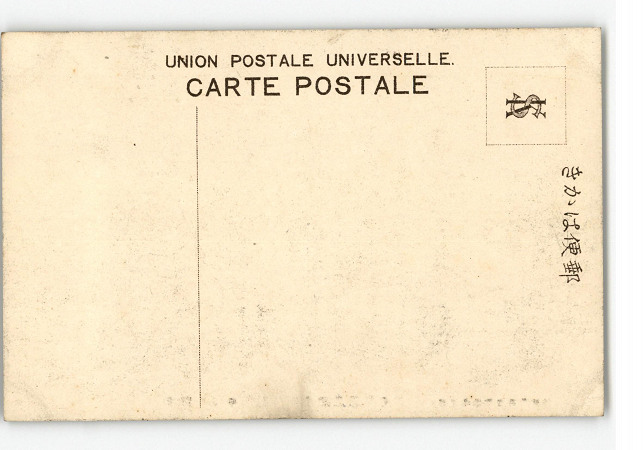 UNION POSTALE UNIVERSELLE.
CARTE POSTALE
きかは便郵